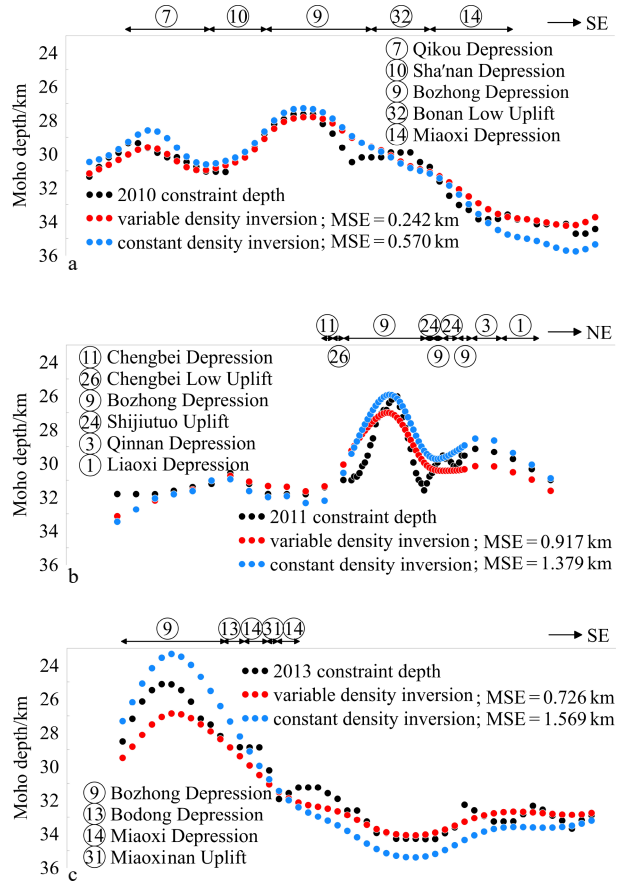 ⑦ ⑩ ⑨ ㉜ ⑭ → SE
24
26
28
30
32
34
36
Moho depth/km
⑦ Qikou Depression
⑩ Sha′nan Depression
⑨ Bozhong Depression
㉜ Bonan Low Uplift
⑭ Miaoxi Depression
2010 constraint depth
variable density inversion; MSE=0.242 km
constant density inversion; MSE=0.570 km
a
⑪ ⑨ ㉔ ㉔ ③ ① → NE
㉖ ⑨ ⑨
24
26
28
30
32
34
36
Moho depth/km
⑪ Chengbei Depression
㉖ Chengbei Low Uplift
⑨ Bozhong Depression
㉔ Shijiutuo Uplift
③ Qinnan Depression
① Liaoxi Depression
2011 constraint depth
variable density inversion; MSE=0.917 km
constant density inversion; MSE=1.379 km
b
⑨ ⑬ ⑭ ㉛ ⑭ → SE
24
26
28
30
32
34
36
Moho depth/km
2013 constraint depth
variable density inversion; MSE=0.726 km
constant density inversion; MSE=1.569 km
⑨ Bozhong Depression
⑬ Bodong Depression
⑭ Miaoxi Depression
㉛ Miaoxinan Uplift
c